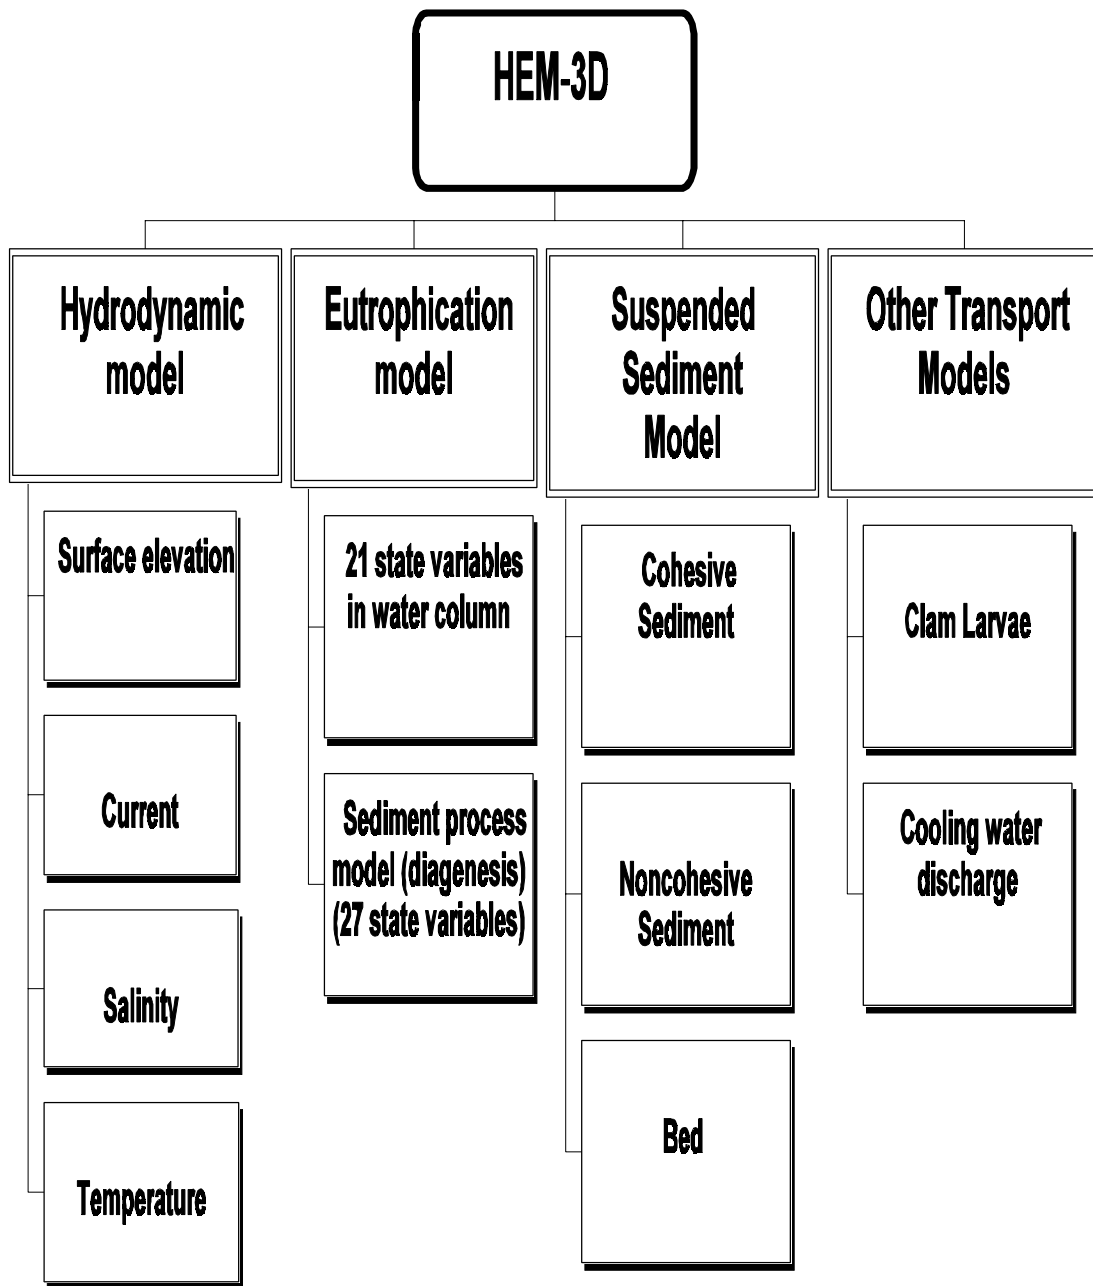 HEM-3D
Hydrodynamic
model
Eutrophication
model
Suspended
Sediment
Model
Other Transport
Models
Surface elevation
Current
Salinity
Temperature
21 state variables
in water column
Sediment process
model (diagenesis)
(27 state variables)
Cohesive
Sediment
Noncohesive
Sediment
Bed
Clam Larvae
Cooling water
discharge